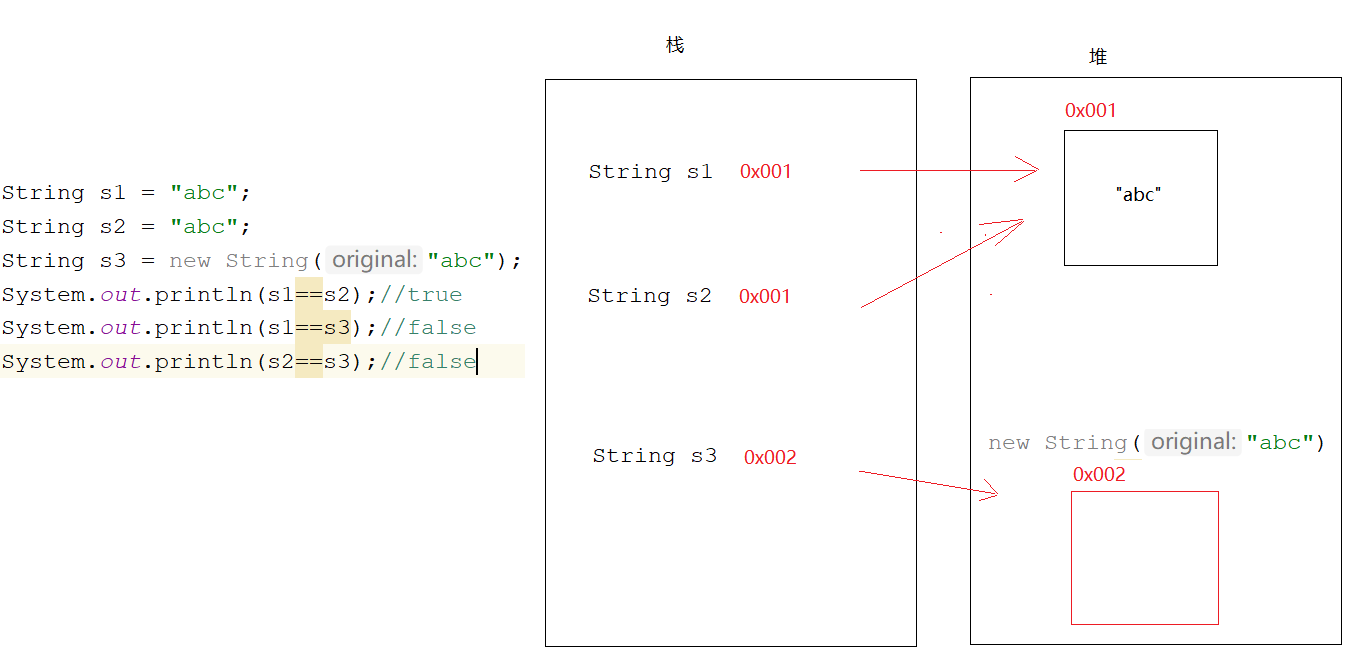 String s1 = "abc";
String s2 = "abc";
String s3 = new String( original: "abc");
System.out.println(s1==s2);//true
System.out.println(s1==s3);//false
System.out.println(s2==s3);//false
栈
String s1 0x001
String s2 0x001
String s3 0x002
堆
0x001
"abc"
new String( original: "abc")
0x002